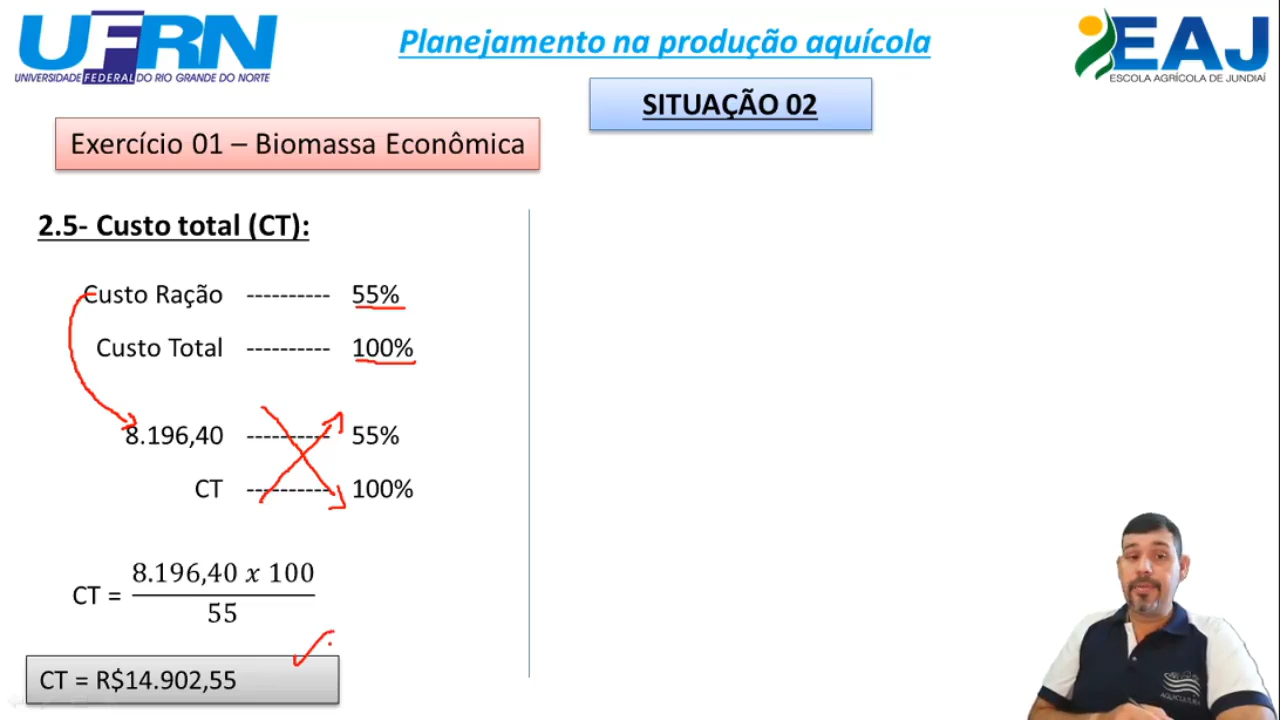 UFRN
UNIVERSIDADE FEDERAL DO RIO GRANDE DO NORTE
Planejamento na produção aquícola
EAJ
ESCOLA AGRÍCOLA DE JUNDIAÍ
SITUAÇÃO 02
Exercício 01 – Biomassa Econômica
2.5- Custo total (CT):
Custo Ração ---------- 55%
Custo Total ---------- 100%
8.196,40 ---------- 55%
CT ---------- 100%
8.196,40 x 100
CT =
55
CT = R$14.902,55
AQUICULTURA